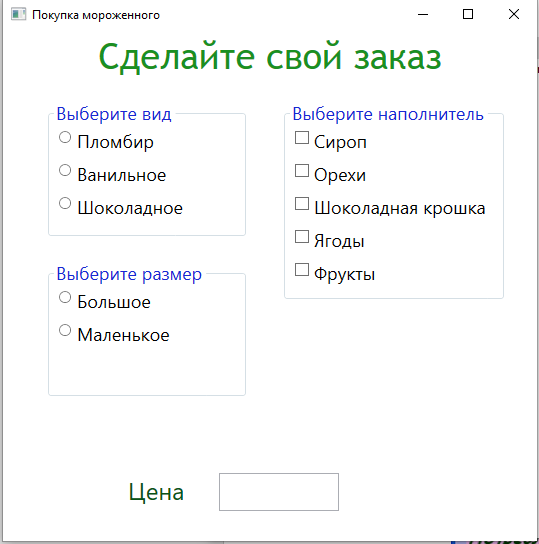 Покупка мороженного
Сделайте свой заказ
Выберите вид
Пломбир
Ванильное
Шоколадное
Выберите размер
Большое
Маленькое
Выберите наполнитель
Сироп
Орехи
Шоколадная крошка
Ягоды
Фрукты
Цена